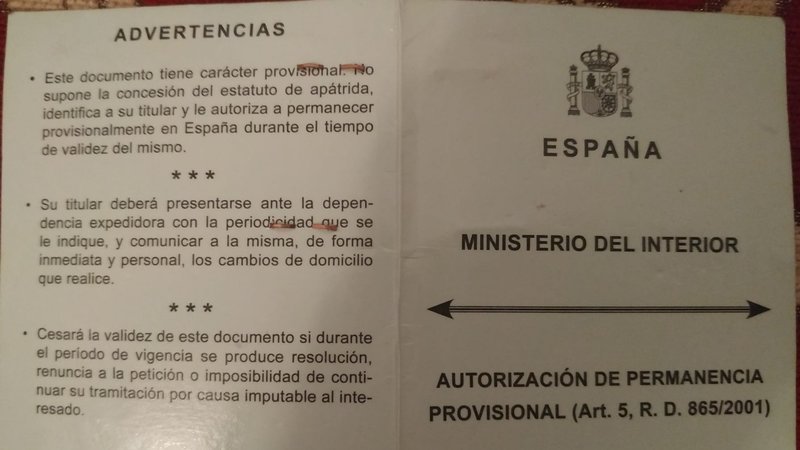 ADVERTENCIAS
• Este documento tiene carácter provisional. No
supone la concesión del estatuto de apátrida,
identifica a su titular y le autoriza a permanecer
provisionalmente en España durante el tiempo
de validez del mismo.
* * *
• Su titular deberá presentarse ante la depen-
dencia expedidora con la periodicidad que se
le indique, y comunicar a la misma, de forma
inmediata y personal, los cambios de domicilio
que realice.
* * *
• Cesará la validez de este documento si durante
el período de vigencia se produce resolución,
renuncia a la petición o imposibilidad de conti-
nuar su tramitación por causa imputable al inte-
resado.
ESPAÑA
MINISTERIO DEL INTERIOR
AUTORIZACIÓN DE PERMANENCIA
PROVISIONAL (Art. 5, R. D. 865/2001)